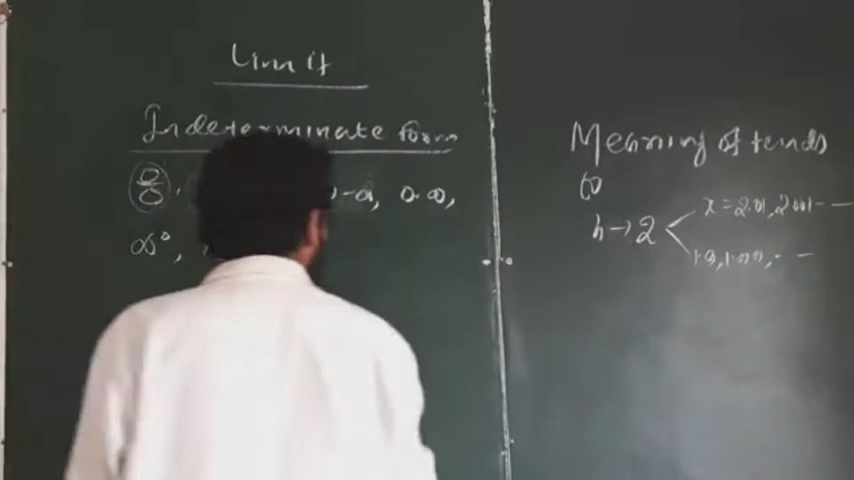 Limit
Indeterminate form
0/0, -∞, 0.∞,
∞°,
Meaning of tends
to
x = 2.01, 2.001 - -
h → 2
1.9, 1.99, - -